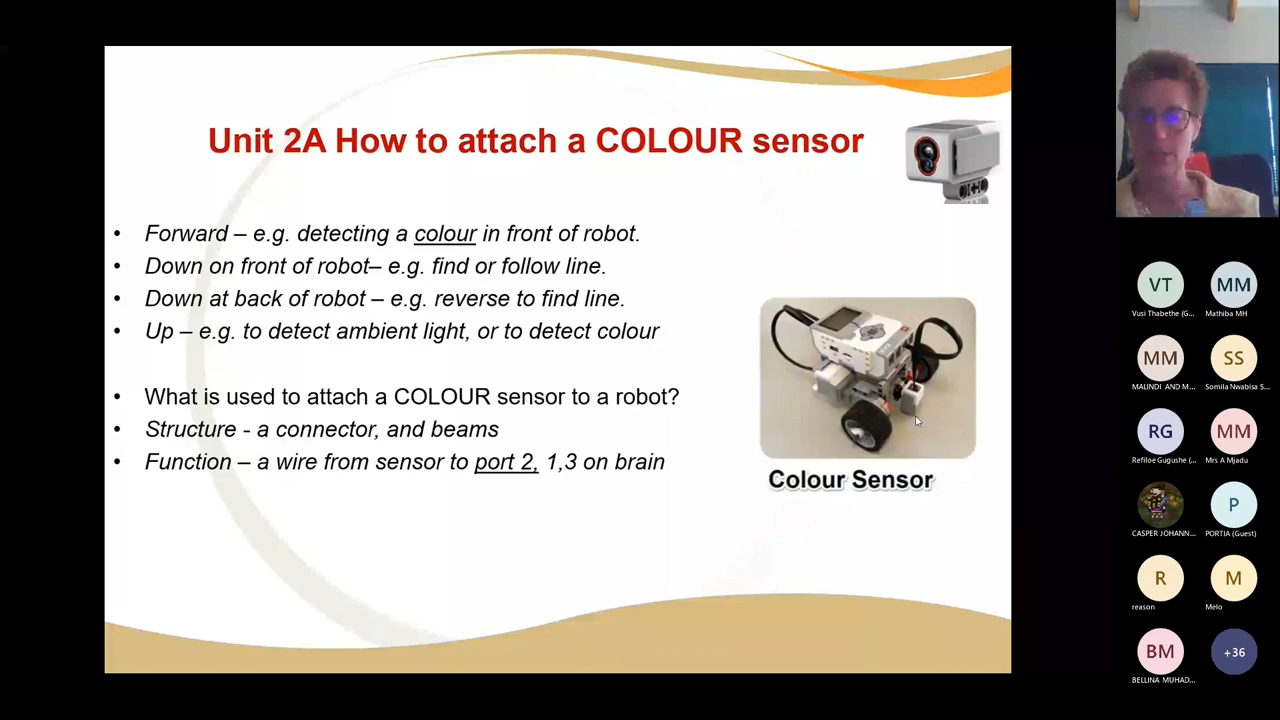 Unit 2A How to attach a COLOUR sensor
• Forward – e.g. detecting a colour in front of robot.
• Down on front of robot– e.g. find or follow line.
• Down at back of robot – e.g. reverse to find line.
• Up – e.g. to detect ambient light, or to detect colour
• What is used to attach a COLOUR sensor to a robot?
• Structure - a connector, and beams
• Function – a wire from sensor to port 2, 1,3 on brain
Colour Sensor
VT
MM
Vusi Thabethe (G...
Mathiba MH
MM
SS
MALINDI AND M...
Somila Nwabisa S...
RG
MM
Refiloe Gugushe (...
Mrs A Mjadu
P
CASPER JOHANN...
PORTIA (Guest)
R
M
reason
Melo
BM
+36
BELLINA MUHAD...